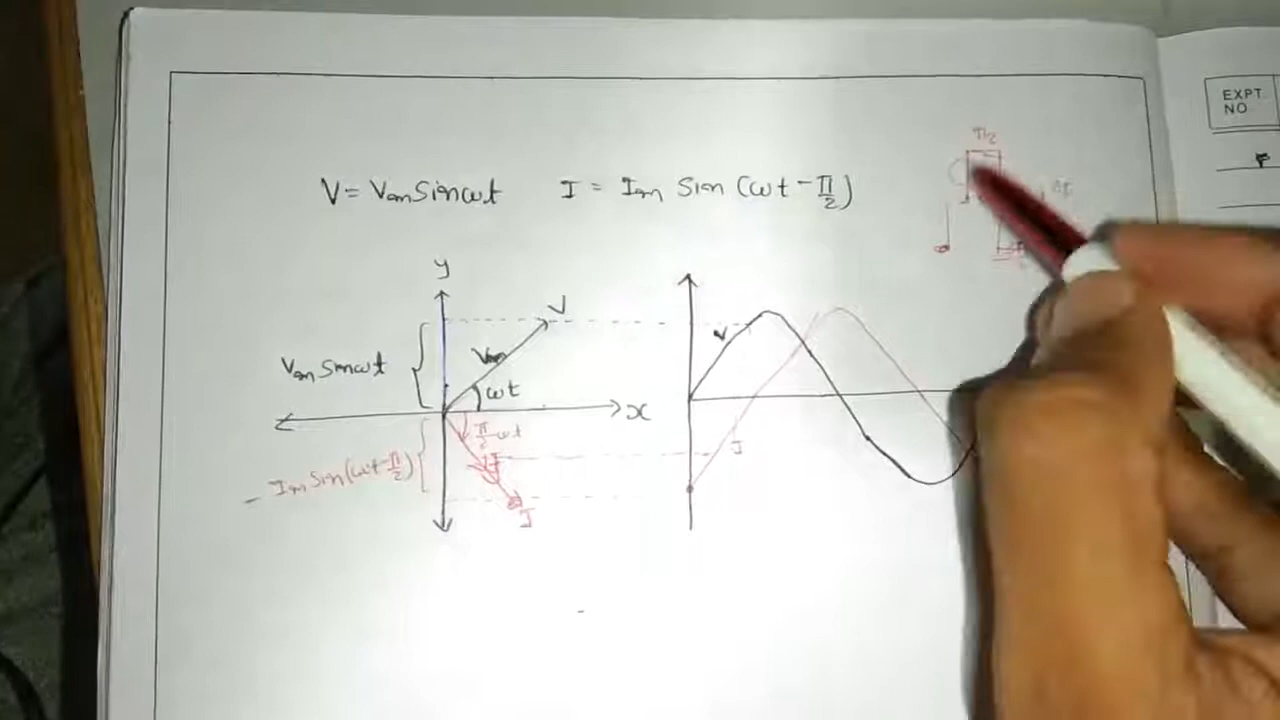 EXPT
NO
π/2
V = Vm Sin ωt I = Im Sin (ωt - π/2)
y
V
Vm
Vm Sin ωt
ωt
x
V
π/2 ωt
I
- Im Sin (ωt - π/2)
I